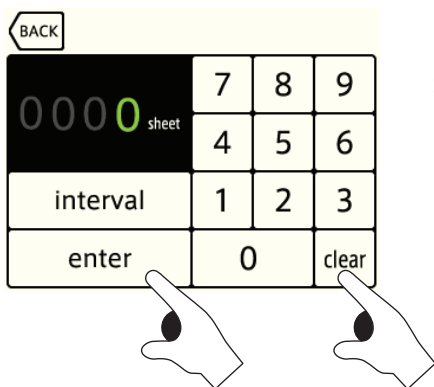 BACK
0000 sheet
7 8 9
4 5 6
interval 1 2 3
enter 0 clear